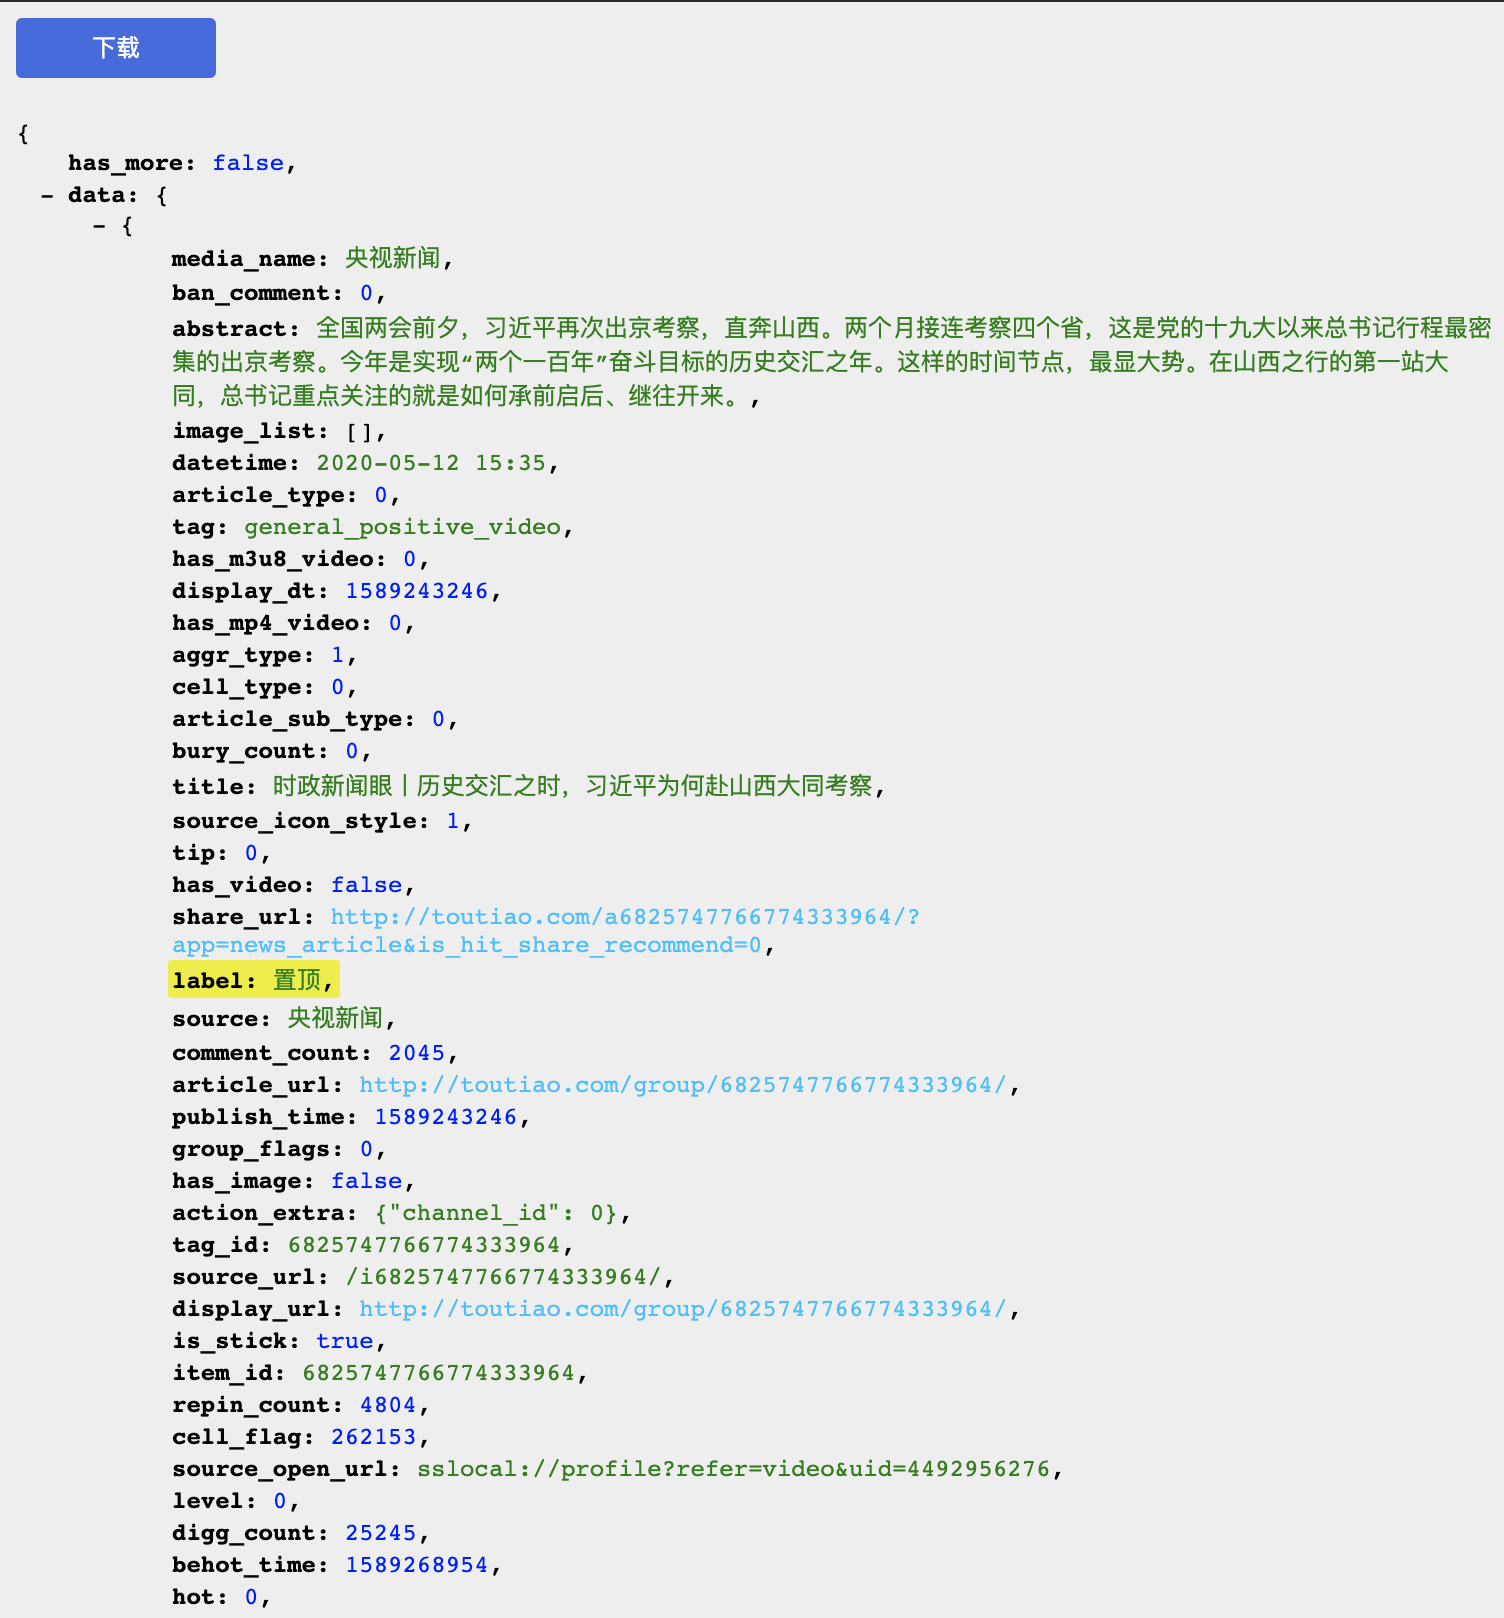 下载
{
has_more: false,
– data: {
– {
media_name: 央视新闻,
ban_comment: 0,
abstract: 全国两会前夕，习近平再次出京考察，直奔山西。两个月接连考察四个省，这是党的十九大以来总书记行程最密
集的出京考察。今年是实现“两个一百年”奋斗目标的历史交汇之年。这样的时间节点，最显大势。在山西之行的第一站大
同，总书记重点关注的就是如何承前启后、继往开来。,
image_list: [],
datetime: 2020-05-12 15:35,
article_type: 0,
tag: general_positive_video,
has_m3u8_video: 0,
display_dt: 1589243246,
has_mp4_video: 0,
aggr_type: 1,
cell_type: 0,
article_sub_type: 0,
bury_count: 0,
title: 时政新闻眼丨历史交汇之时，习近平为何赴山西大同考察,
source_icon_style: 1,
tip: 0,
has_video: false,
share_url: http://toutiao.com/a6825747766774333964/?
app=news_article&is_hit_share_recommend=0,
label: 置顶,
source: 央视新闻,
comment_count: 2045,
article_url: http://toutiao.com/group/6825747766774333964/,
publish_time: 1589243246,
group_flags: 0,
has_image: false,
action_extra: {"channel_id": 0},
tag_id: 6825747766774333964,
source_url: /i6825747766774333964/,
display_url: http://toutiao.com/group/6825747766774333964/,
is_stick: true,
item_id: 6825747766774333964,
repin_count: 4804,
cell_flag: 262153,
source_open_url: sslocal://profile?refer=video&uid=4492956276,
level: 0,
digg_count: 25245,
behot_time: 1589268954,
hot: 0,